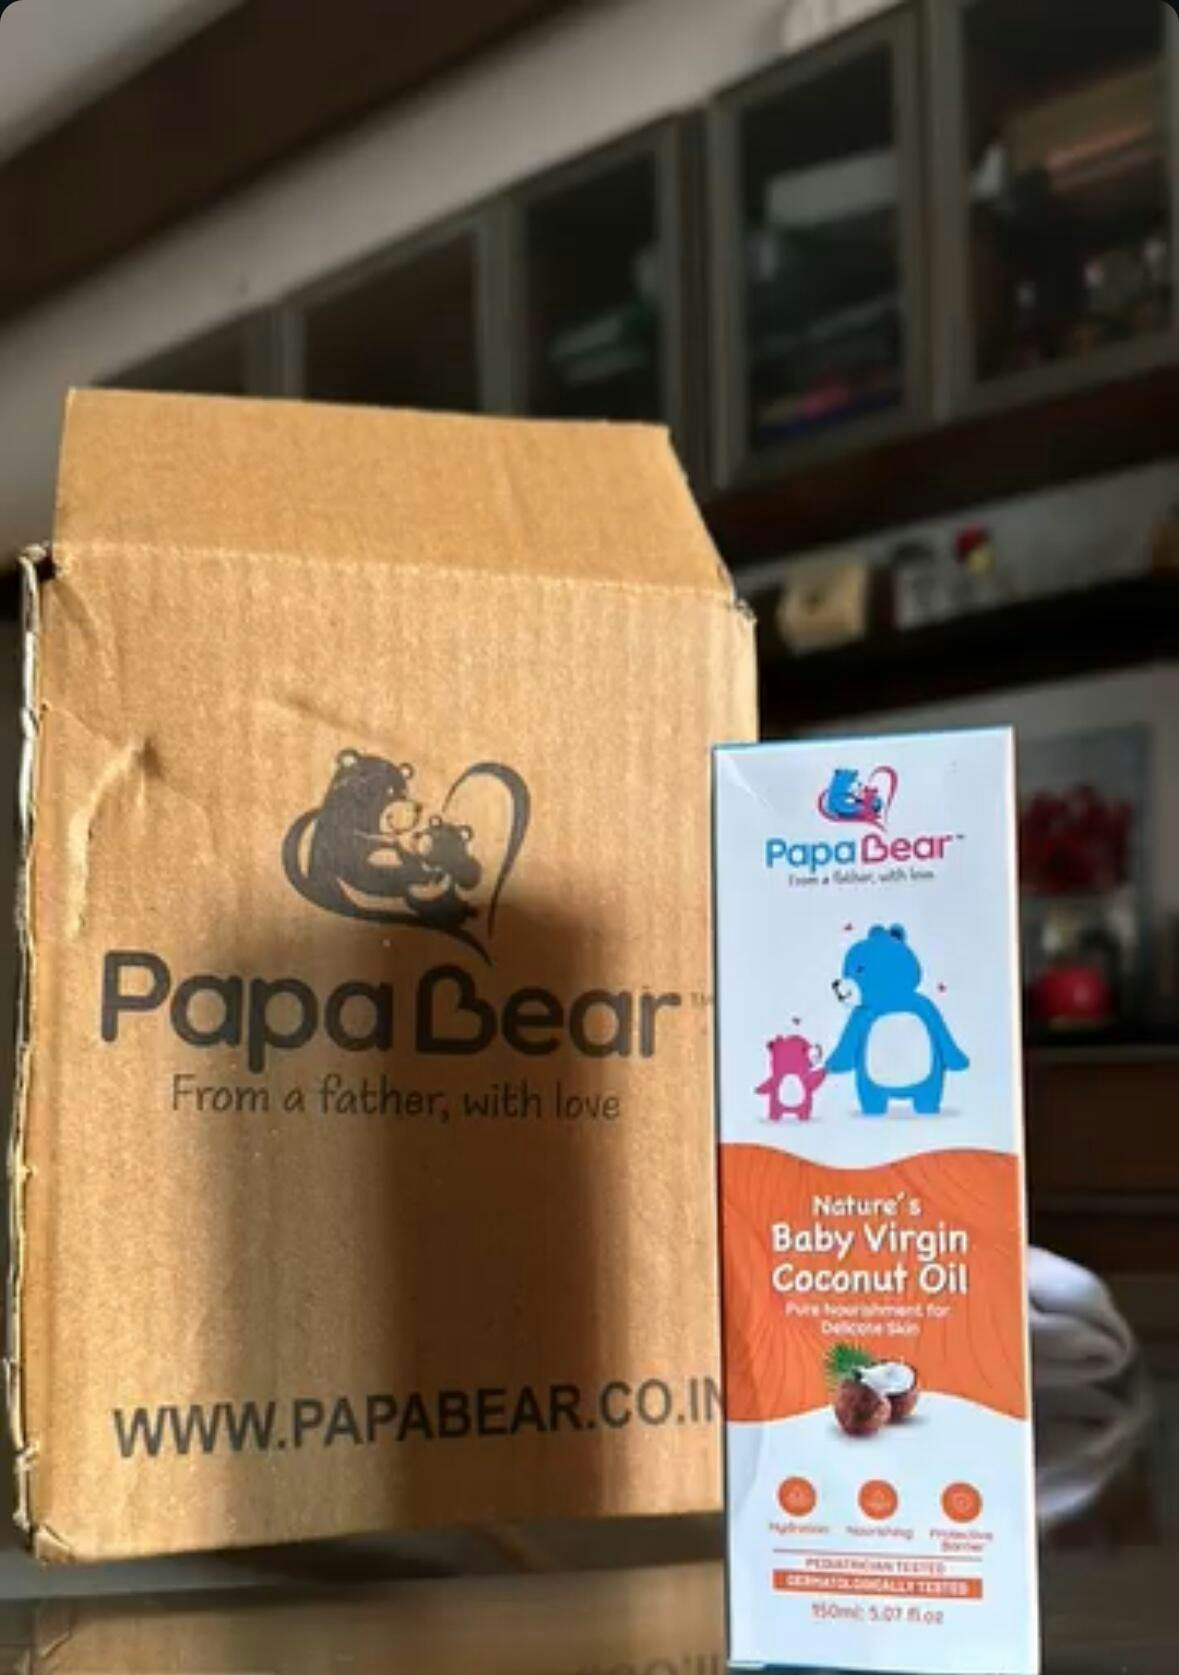 Papa Bear TM
From a father, with love
WWW.PAPABEAR.CO.IN
Papa Bear™
From a father, with love
Nature's
Baby Virgin
Coconut Oil
Pure Nourishment for
Delicate Skin
Hydration Nourishing Protective
Barrier
PEDIATRICIAN TESTED
DERMATOLOGICALLY TESTED
150ml; 5.07 fl.oz